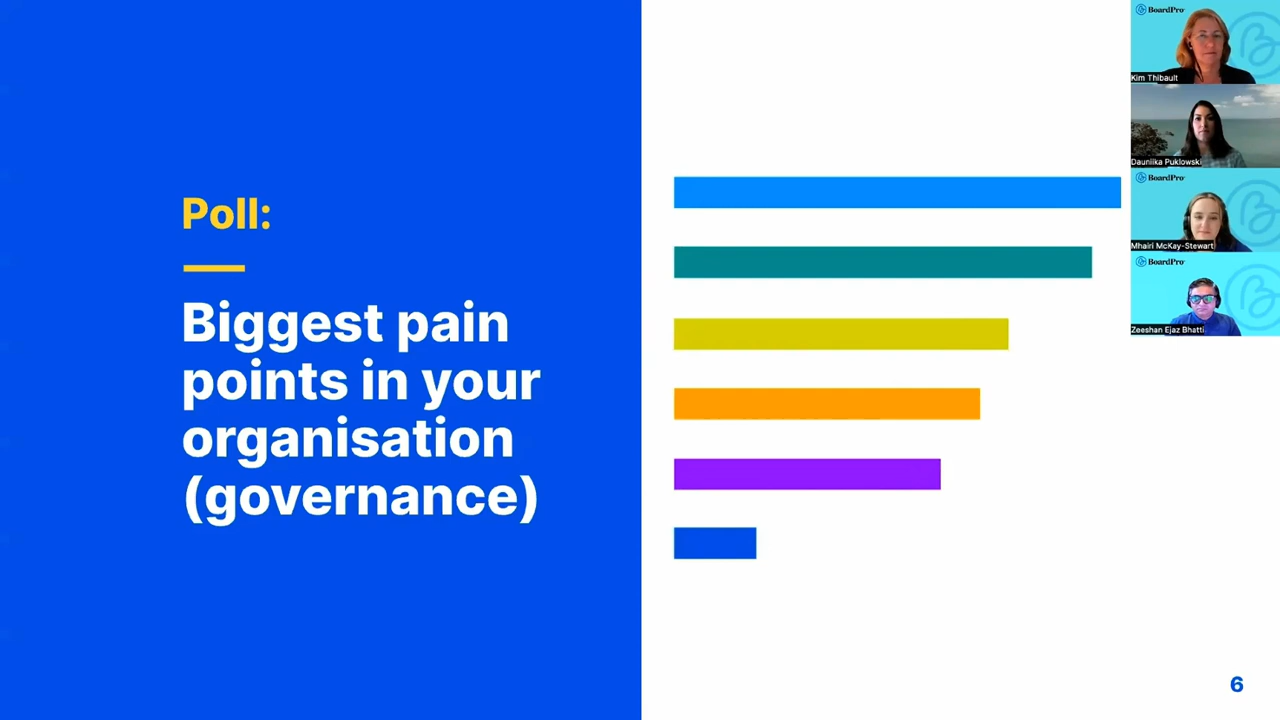 Poll:
Biggest pain
points in your
organisation
(governance)
BoardPro
Kim Thibault
Dauniika Puklowski
BoardPro
Mhairi McKay-Stewart
BoardPro
Zeeshan Ejaz Bhatti
6